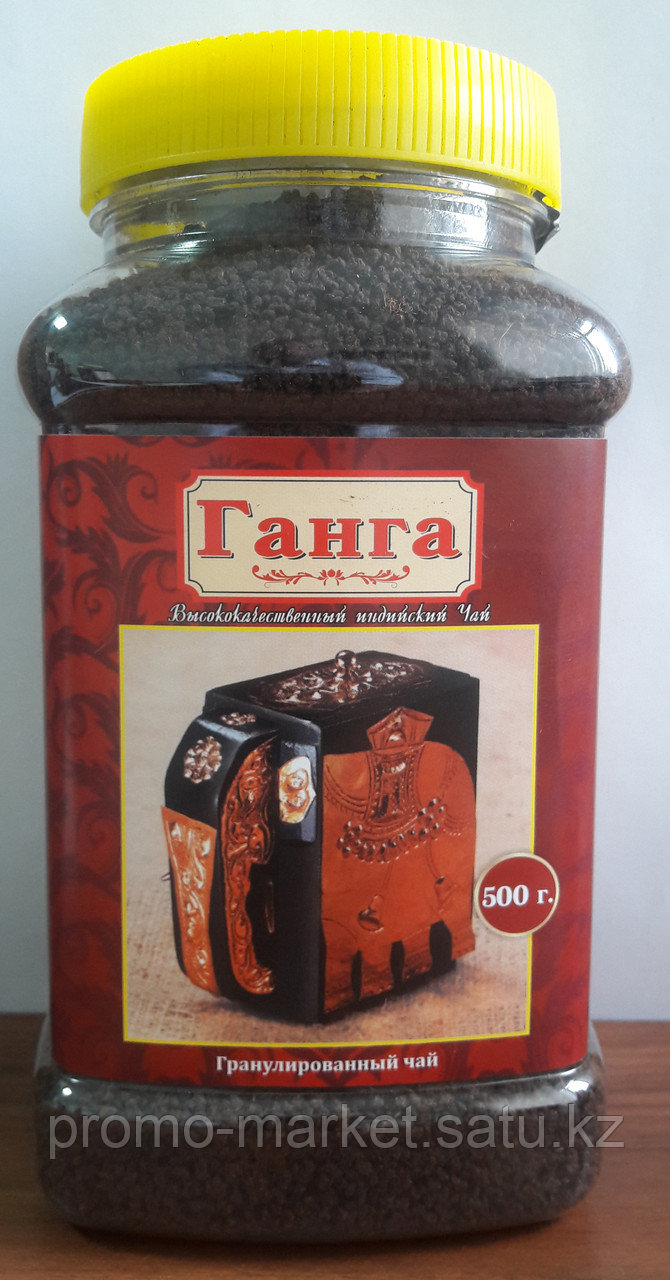 Ганга
Высококачественный индийский Чай
500 г.
Гранулированный чай
promo-market.satu.kz